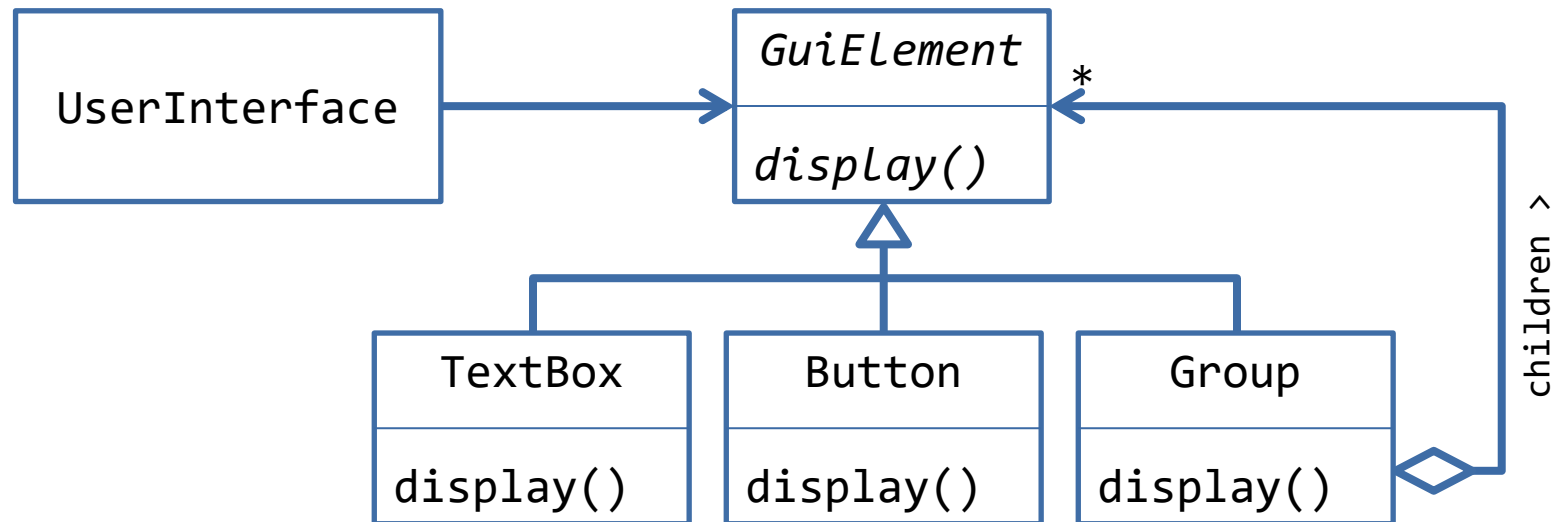 UserInterface
GuiElement
*
display()
children >
TextBox
Button
Group
display()
display()
display()